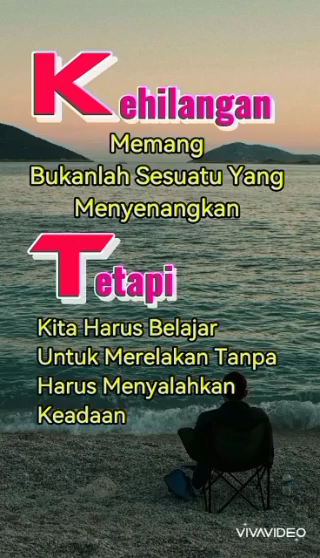 Kehilangan
Memang
Bukanlah Sesuatu Yang
Menyenangkan
Tetapi
Kita Harus Belajar
Untuk Merelakan Tanpa
Harus Menyalahkan
Keadaan
VIVAVIDEO